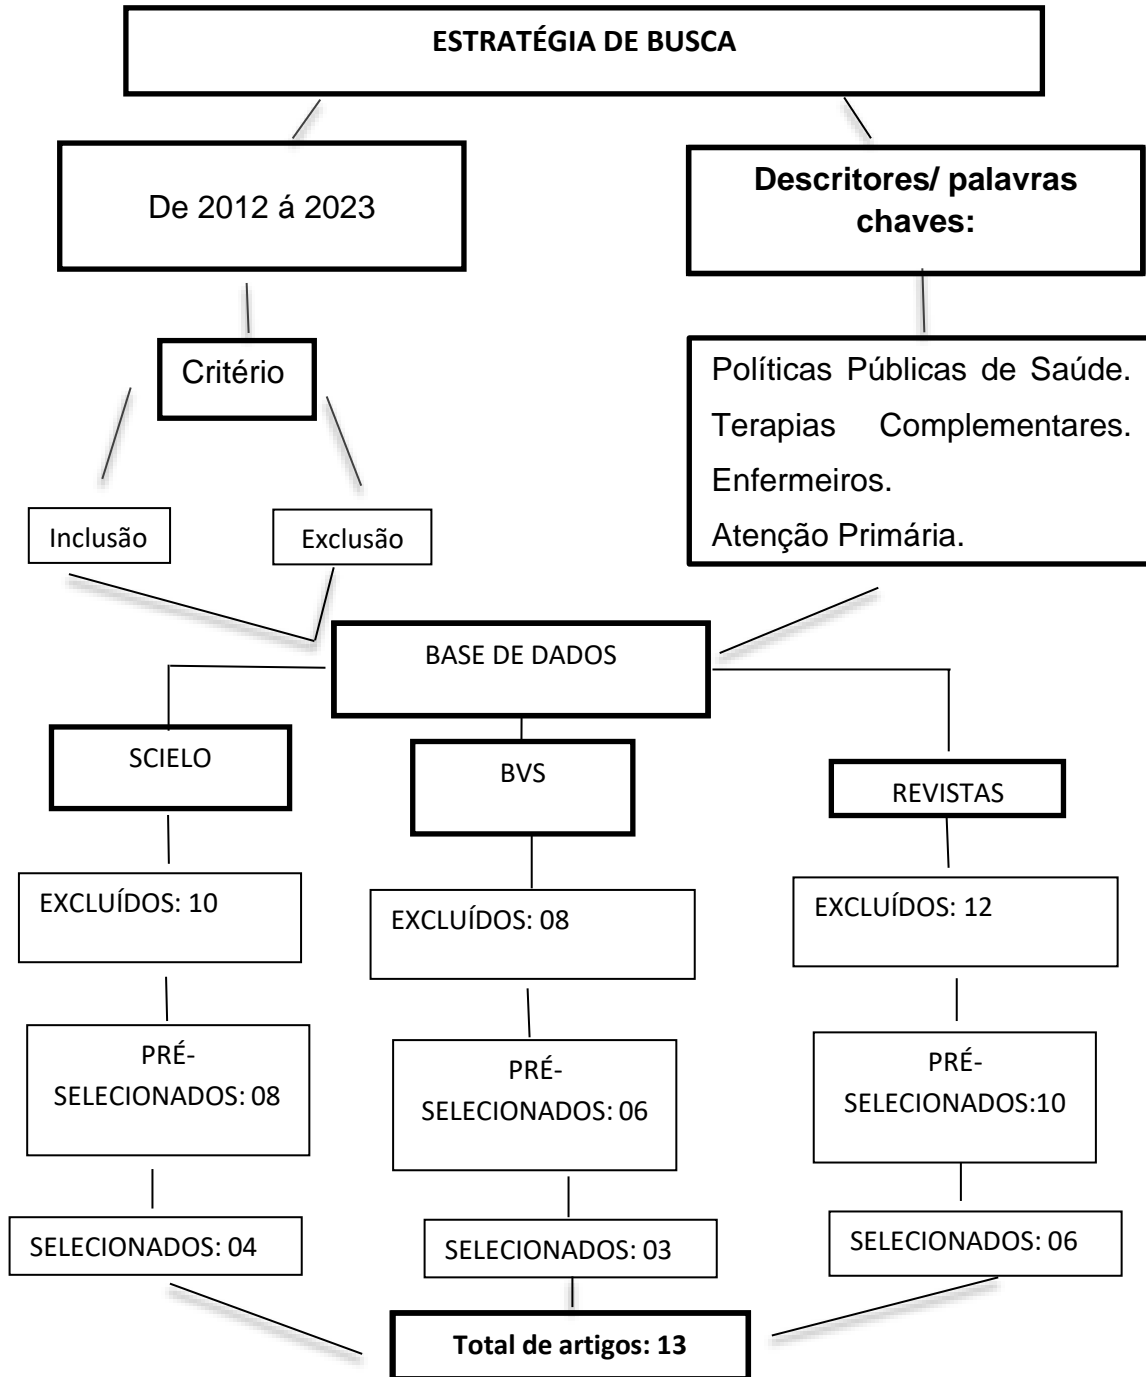 ESTRATÉGIA DE BUSCA
De 2012 á 2023
Descritores/ palavras
chaves:
Critério
Políticas Públicas de Saúde.
Terapias Complementares.
Enfermeiros.
Atenção Primária.
Inclusão
Exclusão
BASE DE DADOS
SCIELO
BVS
REVISTAS
EXCLUÍDOS: 10
EXCLUÍDOS: 08
EXCLUÍDOS: 12
PRÉ-
SELECIONADOS: 08
PRÉ-
SELECIONADOS: 06
PRÉ-
SELECIONADOS:10
SELECIONADOS: 04
SELECIONADOS: 03
SELECIONADOS: 06
Total de artigos: 13